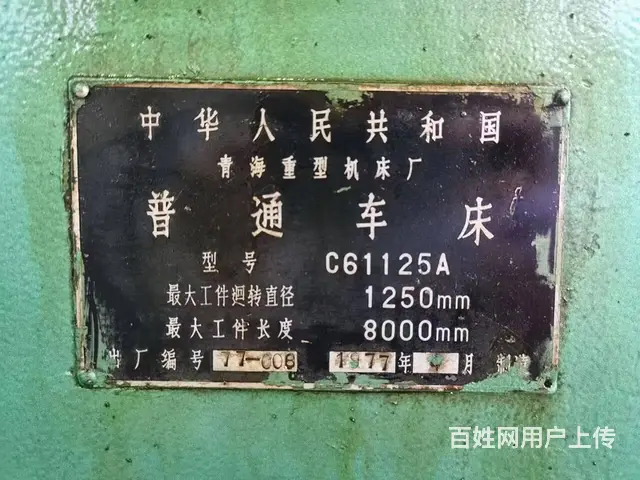 中华人民共和国
青海重型机床厂
普通车床
型号 C61125A
最大工件廻转直径 1250mm
最大工件长度 8000mm
出厂编号 77-008 1977年 月 制造
百姓网用户上传